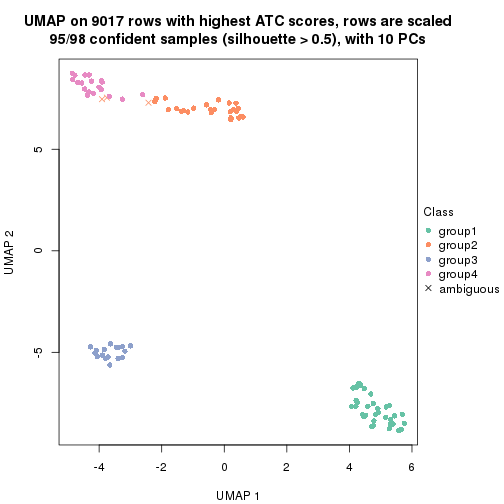 UMAP on 9017 rows with highest ATC scores, rows are scaled
95/98 confident samples (silhouette > 0.5), with 10 PCs
5
0
-5
UMAP 2
-4
-2
0
2
4
6
UMAP 1
Class
group1
group2
group3
group4
ambiguous